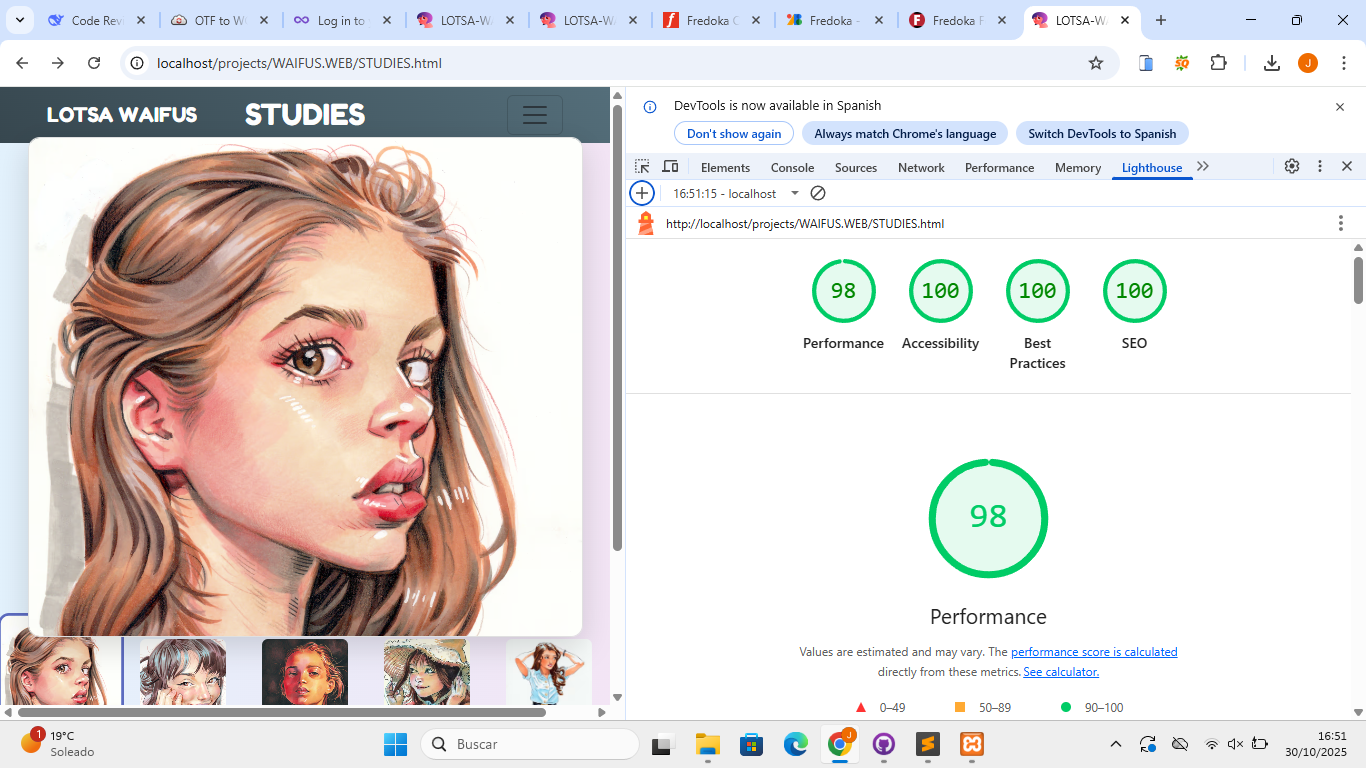 Code Rev
OTF to W
Log in to
LOTSA-W
LOTSA-W
Fredoka
Fredoka -
Fredoka F
LOTSA-W
localhost/projects/WAIFUS.WEB/STUDIES.html
SQ
J
LOTSA WAIFUS
STUDIES
DevTools is now available in Spanish
Don't show again
Always match Chrome's language
Switch DevTools to Spanish
Elements
Console
Sources
Network
Performance
Memory
Lighthouse
16:51:15 - localhost
http://localhost/projects/WAIFUS.WEB/STUDIES.html
98
100
100
100
Performance
Accessibility
Best
Practices
SEO
98
Performance
Values are estimated and may vary. The performance score is calculated
directly from these metrics. See calculator.
0–49
50–89
90–100
1
19°C
Soleado
Buscar
J
16:51
30/10/2025